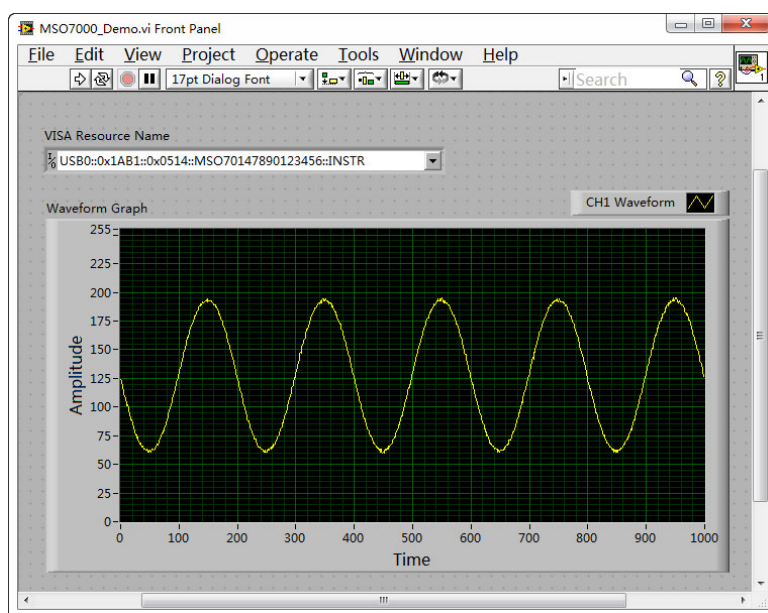 MSO7000_Demo.vi Front Panel
File Edit View Project Operate Tools Window Help
17pt Dialog Font Search ? 1
VISA Resource Name
I/0 USB0::0x1AB1::0x0514::MSO70147890123456::INSTR
Waveform Graph
CH1 Waveform
255
225
200
175
150
125
100
75
50
25
0
Amplitude
0 100 200 300 400 500 600 700 800 900 1000
Time